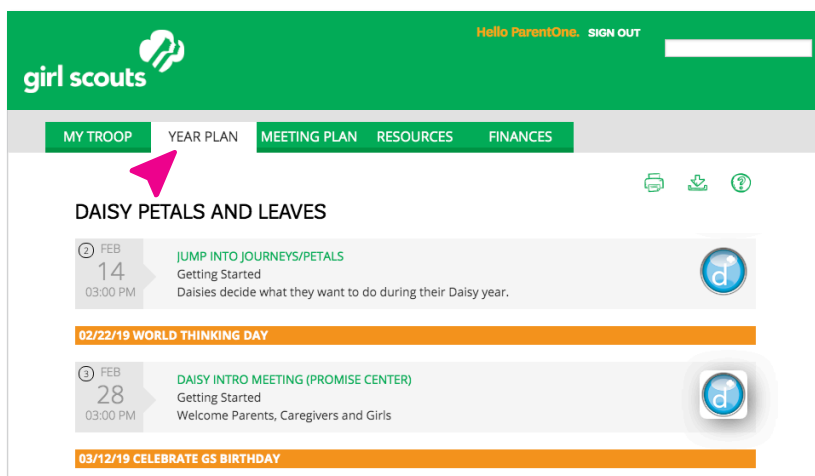 Hello ParentOne. SIGN OUT
girl scouts
MY TROOP YEAR PLAN MEETING PLAN RESOURCES FINANCES
?
DAISY PETALS AND LEAVES
2 FEB
14
03:00 PM
JUMP INTO JOURNEYS/PETALS
Getting Started
Daisies decide what they want to do during their Daisy year.
d
02/22/19 WORLD THINKING DAY
3 FEB
28
03:00 PM
DAISY INTRO MEETING (PROMISE CENTER)
Getting Started
Welcome Parents, Caregivers and Girls
d
03/12/19 CELEBRATE GS BIRTHDAY